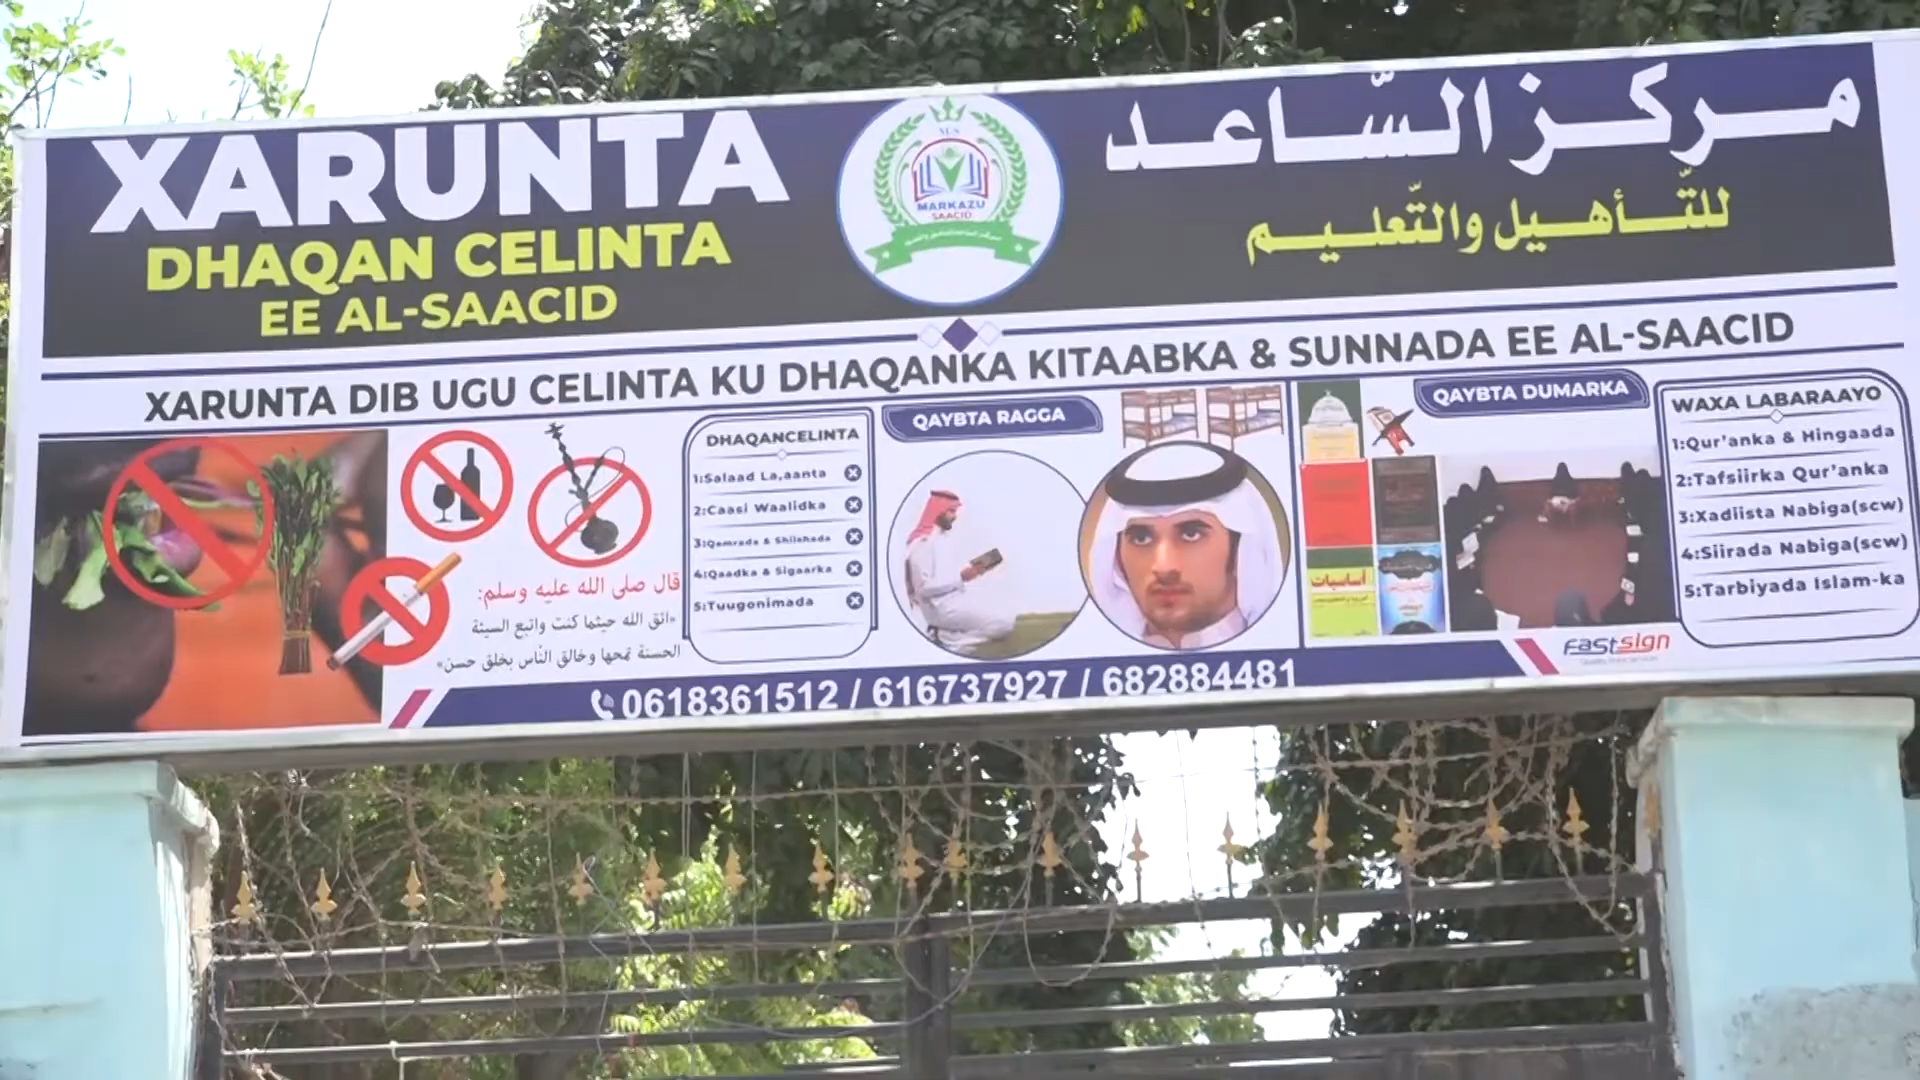 XARUNTA
DHAQAN CELINTA
EE AL-SAACID
MARKAZU
SAACID
مركز السّاعد
للتّأهيل والتّعليم
XARUNTA DIB UGU CELINTA KU DHAQANKA KITAABKA & SUNNADA EE AL-SAACID
قال صلى الله عليه وسلم:
«اتق الله حيثما كنت واتبع السيئة
الحسنة تمحها وخالق النّاس بخلق حسن»
DHAQANCELINTA
1:Salaad La,aanta
2:Caasi Waalidka
3:Qamrada & Shiishada
4:Qaadka & Sigaarka
5:Tuugonimada
QAYBTA RAGGA
QAYBTA DUMARKA
أساسيات
WAXA LABARAAYO
1:Qur'anka & Hingaada
2:Tafsiirka Qur'anka
3:Xadiista Nabiga(scw)
4:Siirada Nabiga(scw)
5:Tarbiyada Islam-ka
Fastsign
0618361512 / 616737927 / 682884481